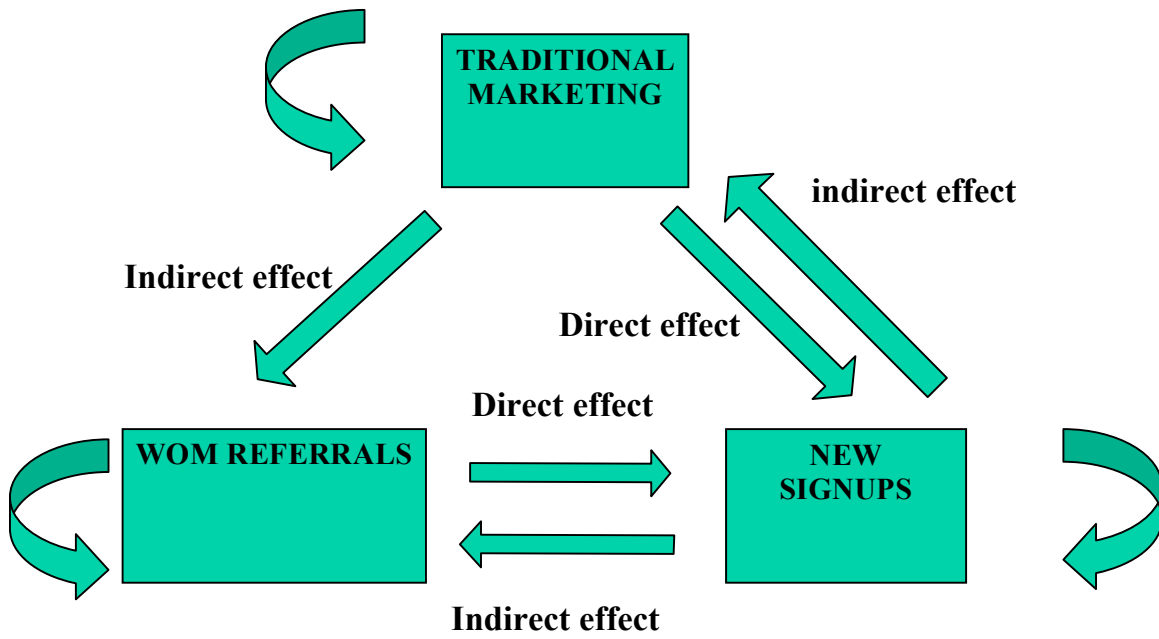 TRADITIONAL
MARKETING
indirect effect
Indirect effect
Direct effect
Direct effect
WOM REFERRALS
NEW
SIGNUPS
Indirect effect